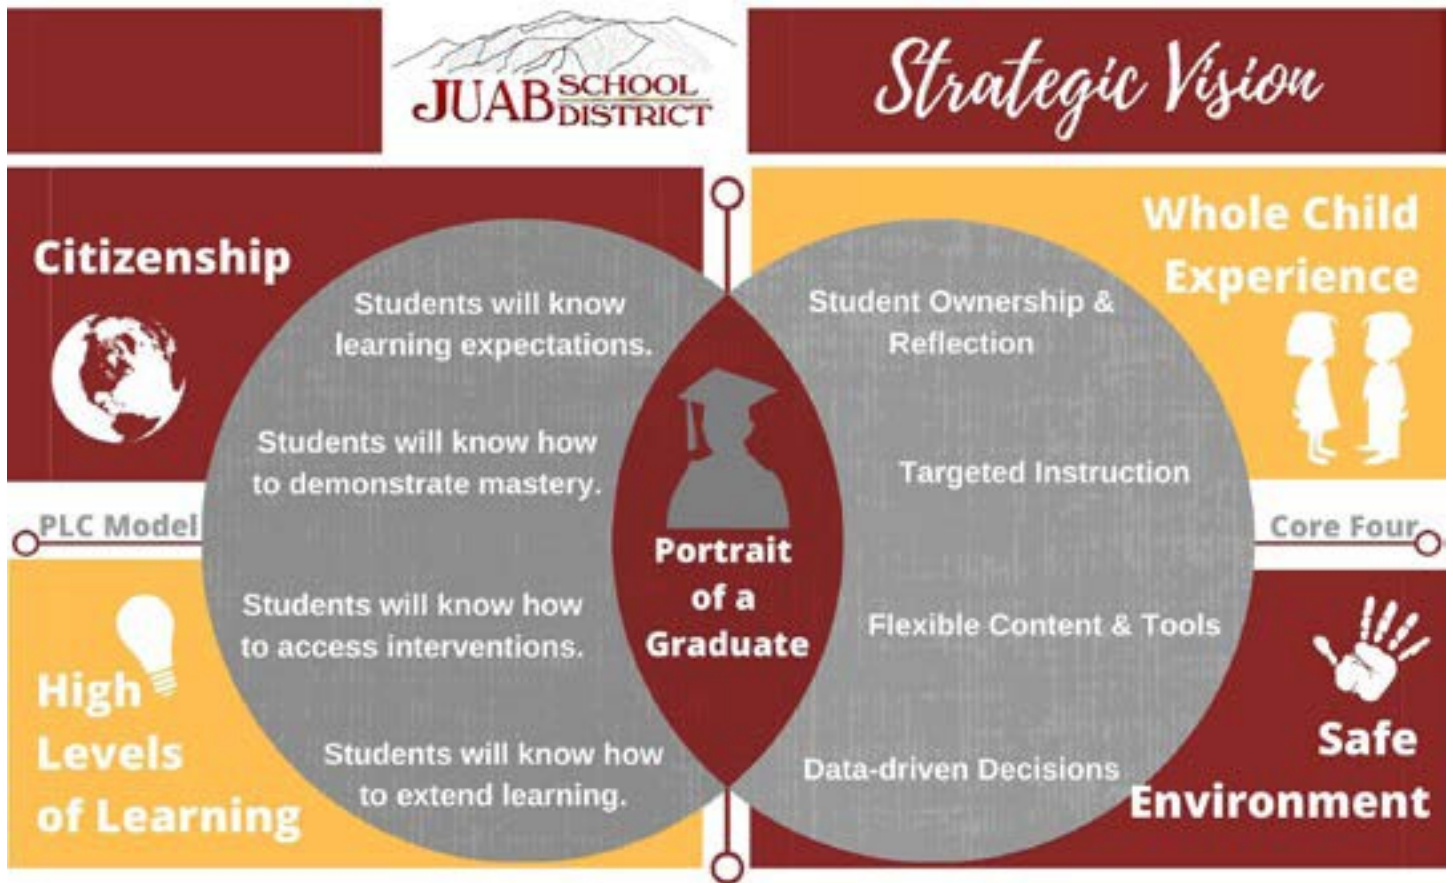 JUAB SCHOOL
DISTRICT
Strategic Vision
Citizenship
Students will know
learning expectations.
Students will know how
to demonstrate mastery.
PLC Model
Students will know how
to access interventions.
High
Levels
of Learning
Students will know how
to extend learning.
Portrait
of a
Graduate
Whole Child
Experience
Student Ownership &
Reflection
Targeted Instruction
Core Four
Flexible Content & Tools
Data-driven Decisions
Safe
Environment